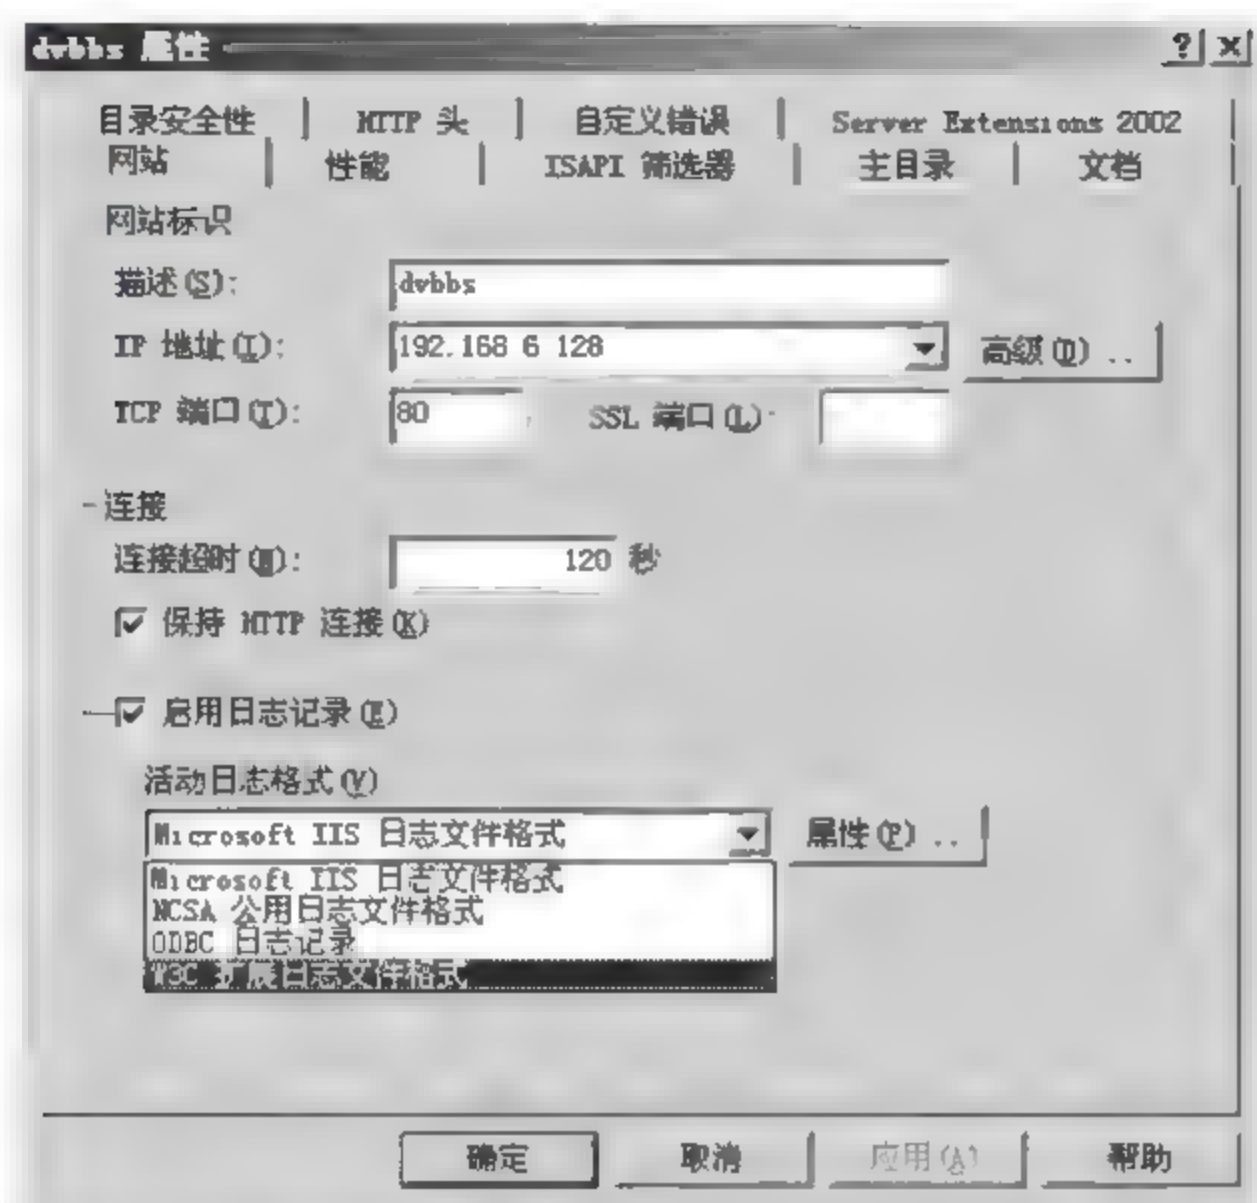 dvbbs 属性
目录安全性 HTTP 头 自定义错误 Server Extensions 2002
网站 性能 ISAPI 筛选器 主目录 文档
网站标识
描述(S): dvbbs
IP 地址(I): 192.168 6 128 高级(D) ..
TCP 端口(T): 80 SSL 端口(L):
连接
连接超时(N): 120 秒
保持 HTTP 连接(K)
启用日志记录(E)
活动日志格式(V)
Microsoft IIS 日志文件格式 属性(P) ..
Microsoft IIS 日志文件格式
NCSA 公用日志文件格式
ODBC 日志记录
W3C 扩展日志文件格式
确定 取消 应用(A) 帮助